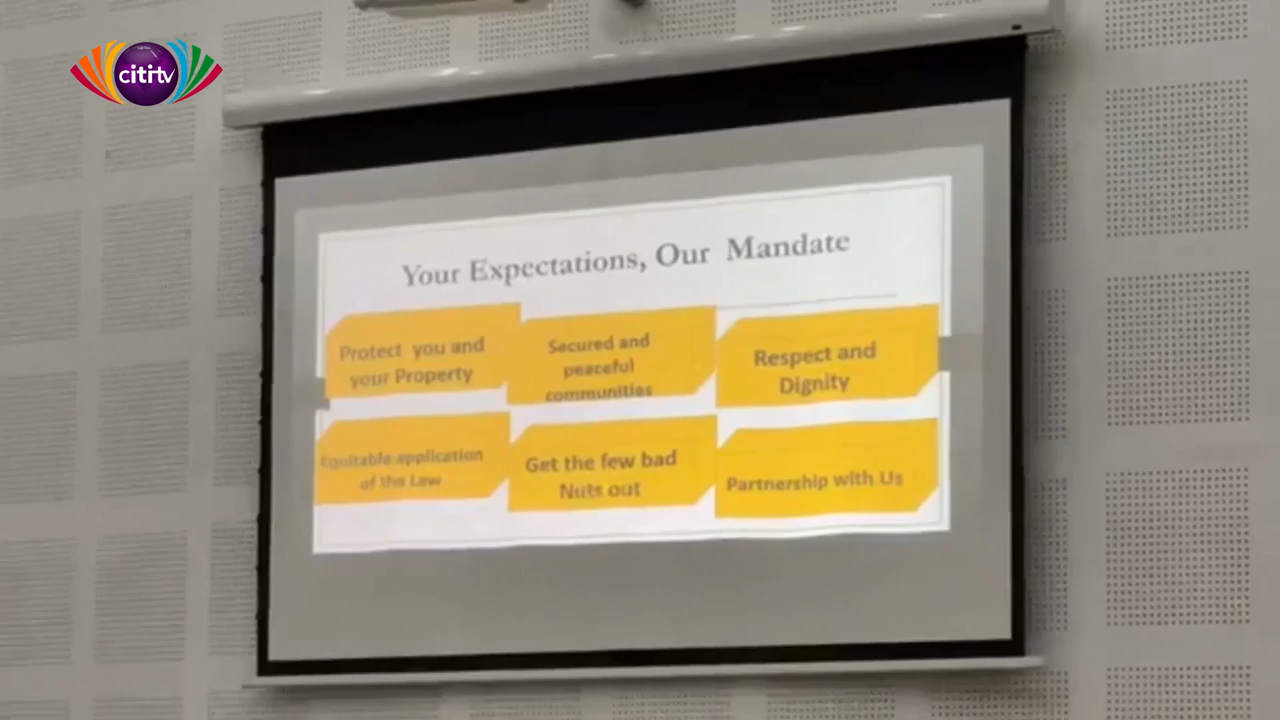 citi tv
Your Expectations, Our Mandate
Protect you and
your Property
Secured and
peaceful
communities
Respect and
Dignity
Equitable application
of the Law
Get the few bad
Nuts out
Partnership with Us